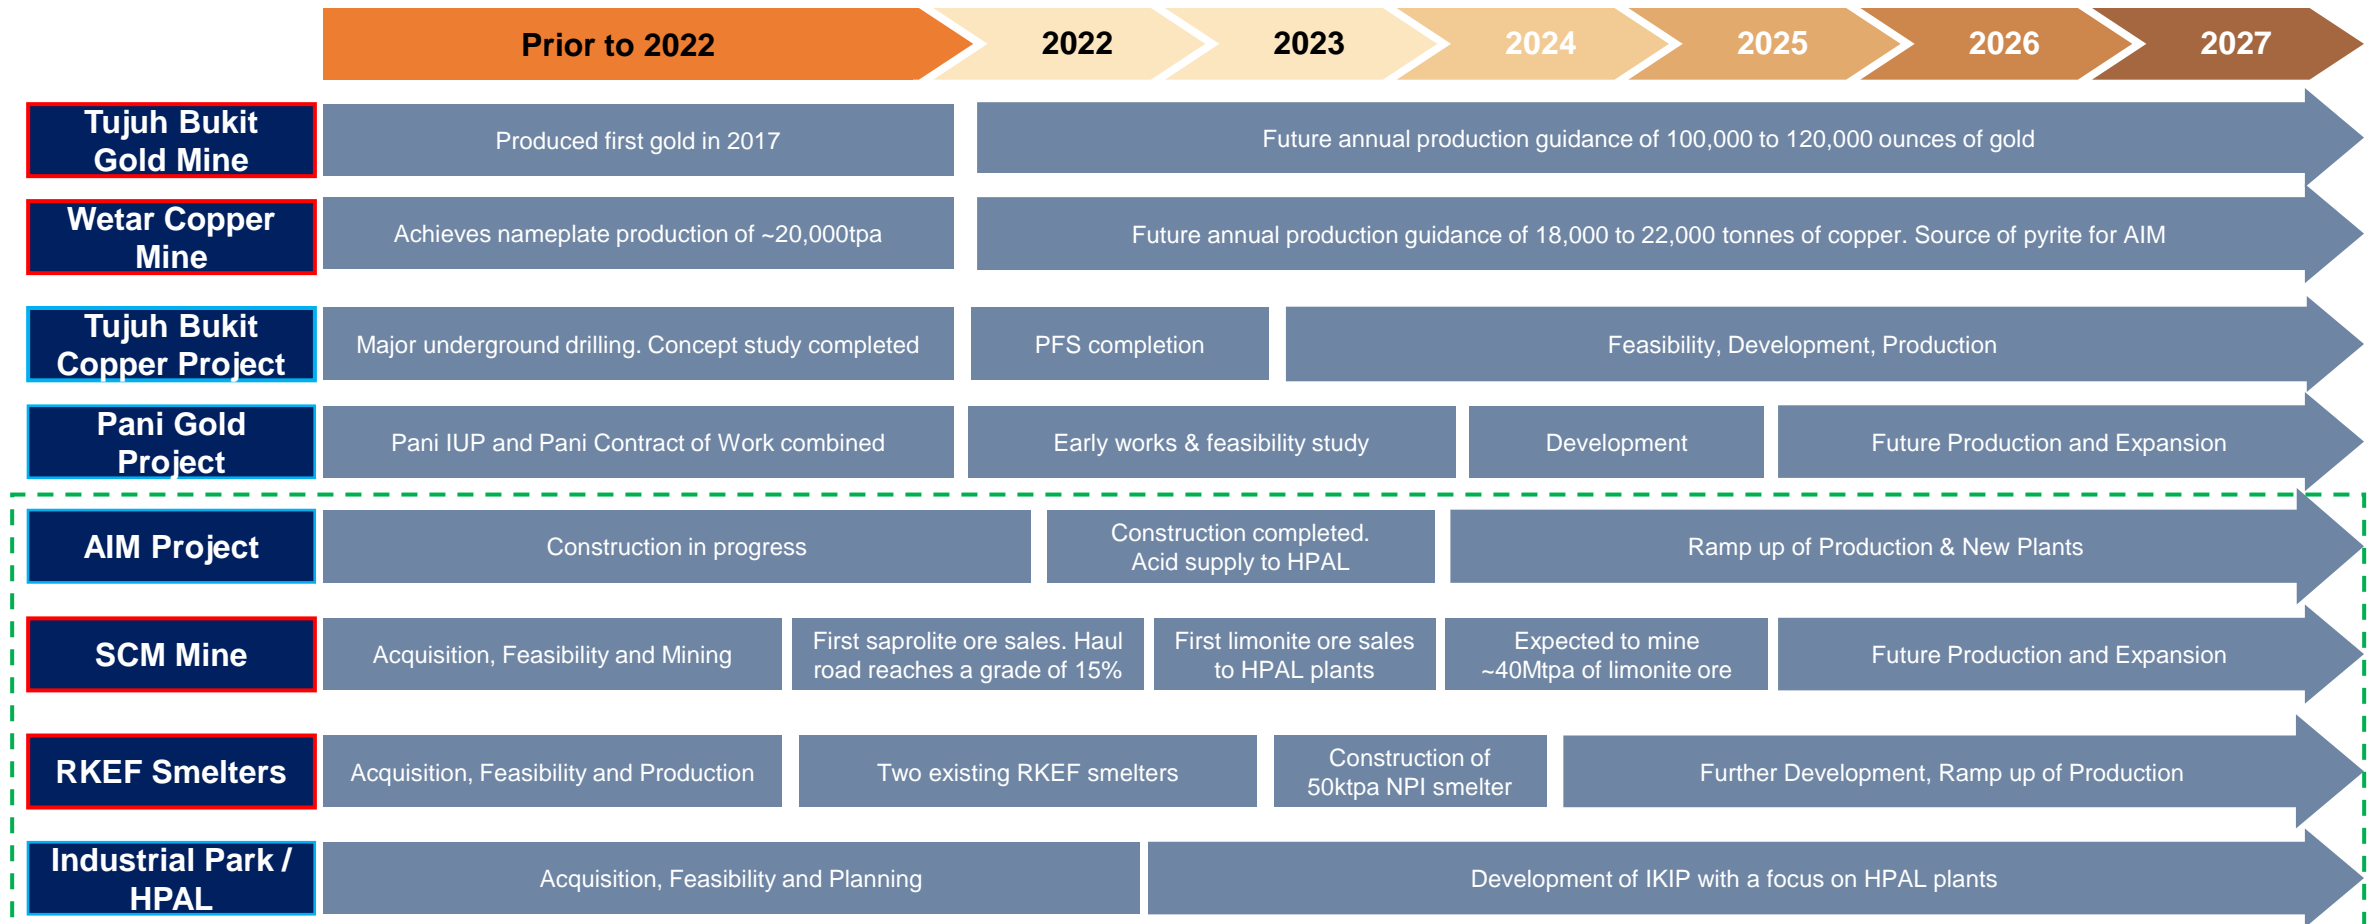 Prior to 2022
2022
2023
2024
2025
2026
2027
Tujuh Bukit
Gold Mine
Produced first gold in 2017
Future annual production guidance of 100,000 to 120,000 ounces of gold
Wetar Copper
Mine
Achieves nameplate production of ~20,000tpa
Future annual production guidance of 18,000 to 22,000 tonnes of copper. Source of pyrite for AIM
Tujuh Bukit
Copper Project
Major underground drilling. Concept study completed
PFS completion
Feasibility, Development, Production
Pani Gold
Project
Pani IUP and Pani Contract of Work combined
Early works & feasibility study
Development
Future Production and Expansion
AIM Project
Construction in progress
Construction completed.
Acid supply to HPAL
Ramp up of Production & New Plants
SCM Mine
Acquisition, Feasibility and Mining
First saprolite ore sales. Haul
road reaches a grade of 15%
First limonite ore sales
to HPAL plants
Expected to mine
~40Mtpa of limonite ore
Future Production and Expansion
RKEF Smelters
Acquisition, Feasibility and Production
Two existing RKEF smelters
Construction of
50ktpa NPI smelter
Further Development, Ramp up of Production
Industrial Park /
HPAL
Acquisition, Feasibility and Planning
Development of IKIP with a focus on HPAL plants